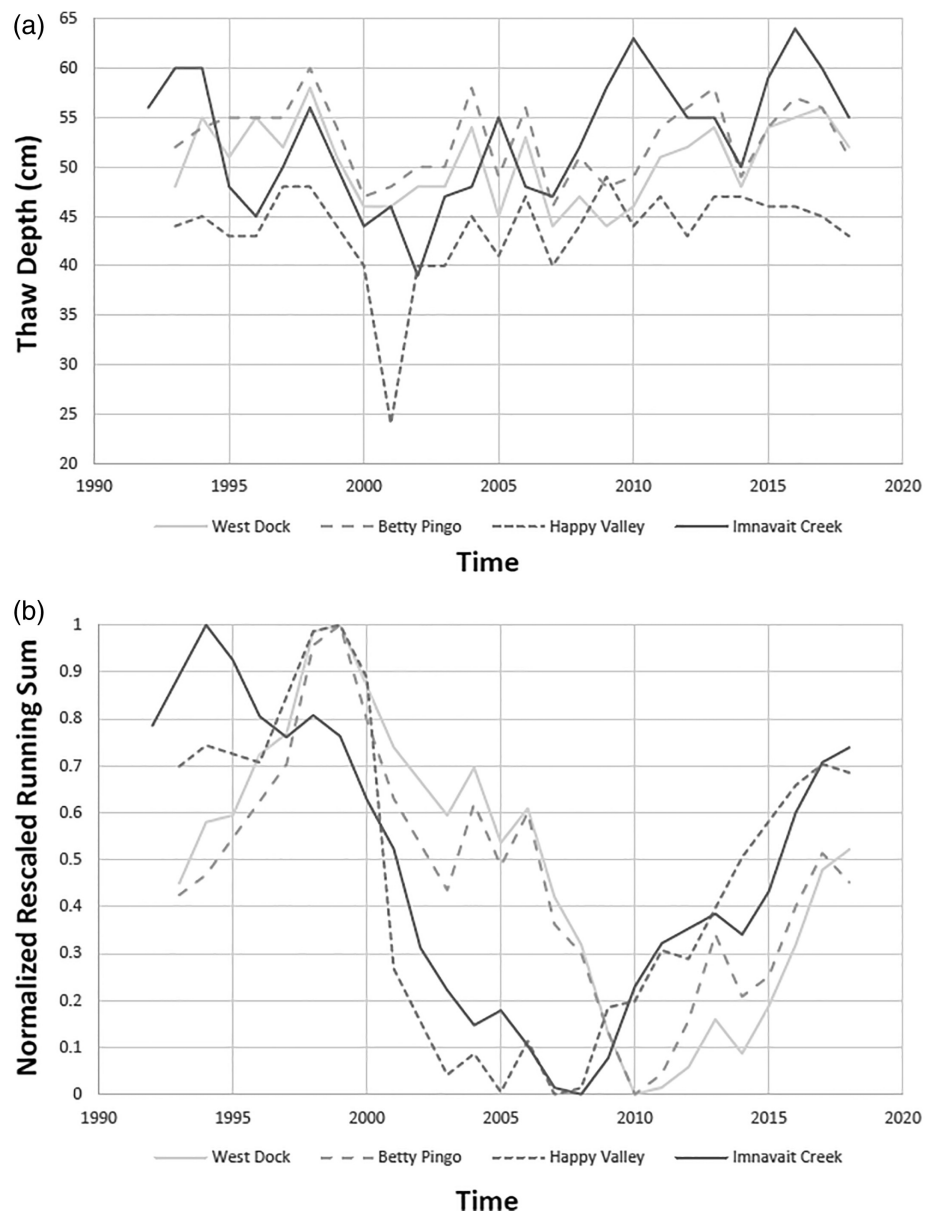 (a)
Thaw Depth (cm)
65
60
55
50
45
40
35
30
25
20
1990 1995 2000 2005 2010 2015 2020
West Dock Betty Pingo Happy Valley Imnavait Creek
Time
(b)
Normalized Rescaled Running Sum
1
0.9
0.8
0.7
0.6
0.5
0.4
0.3
0.2
0.1
0
1990 1995 2000 2005 2010 2015 2020
West Dock Betty Pingo Happy Valley Imnavait Creek
Time